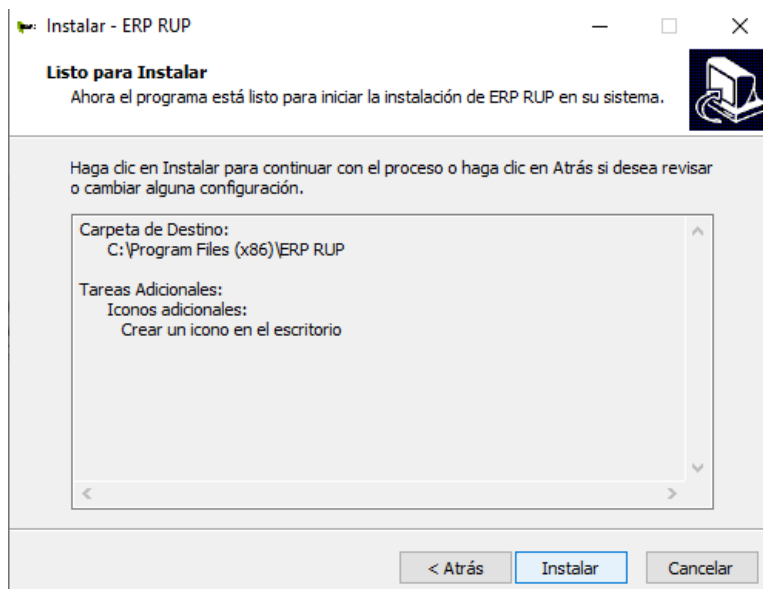 Instalar - ERP RUP
Listo para Instalar
Ahora el programa está listo para iniciar la instalación de ERP RUP en su sistema.
Haga clic en Instalar para continuar con el proceso o haga clic en Atrás si desea revisar
o cambiar alguna configuración.
Carpeta de Destino:
C:\Program Files (x86)\ERP RUP
Tareas Adicionales:
Iconos adicionales:
Crear un icono en el escritorio
< Atrás
Instalar
Cancelar